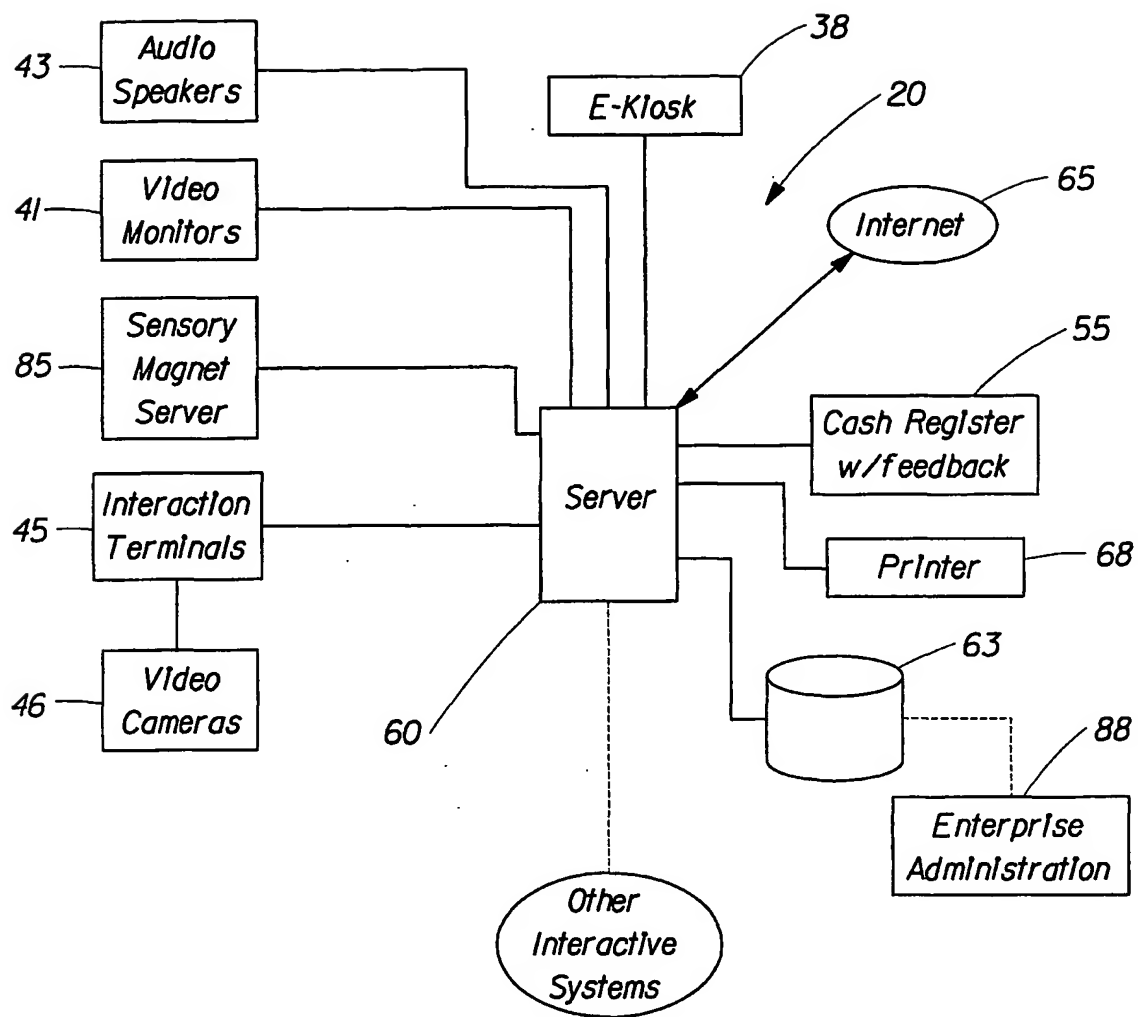 43
Audio
Speakers
38
E-Kiosk
20
41
Video
Monitors
65
Internet
85
Sensory
Magnet
Server
55
Cash Register
w/feedback
45
Interaction
Terminals
Server
68
Printer
46
Video
Cameras
60
63
88
Enterprise
Administration
Other
Interactive
Systems